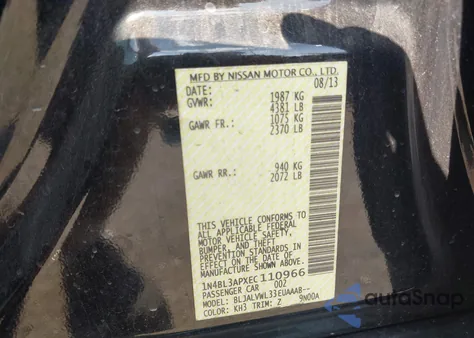 MFD BY NISSAN MOTOR CO., LTD.
DATE: 08/13
GVWR: 1987 KG
4381 LB
GAWR FR.: 1075 KG
2370 LB
GAWR RR.: 940 KG
2072 LB
THIS VEHICLE CONFORMS TO
ALL APPLICABLE FEDERAL
MOTOR VEHICLE SAFETY,
BUMPER, AND THEFT
PREVENTION STANDARDS IN
EFFECT ON THE DATE OF
MANUFACTURE SHOWN ABOVE.
1N4BL3APXEC110966
PASSENGER CAR 002
MODEL: BLJALVWL33EUAAAB--
COLOR: KH3 TRIM: Z 9N00A
autoSnap